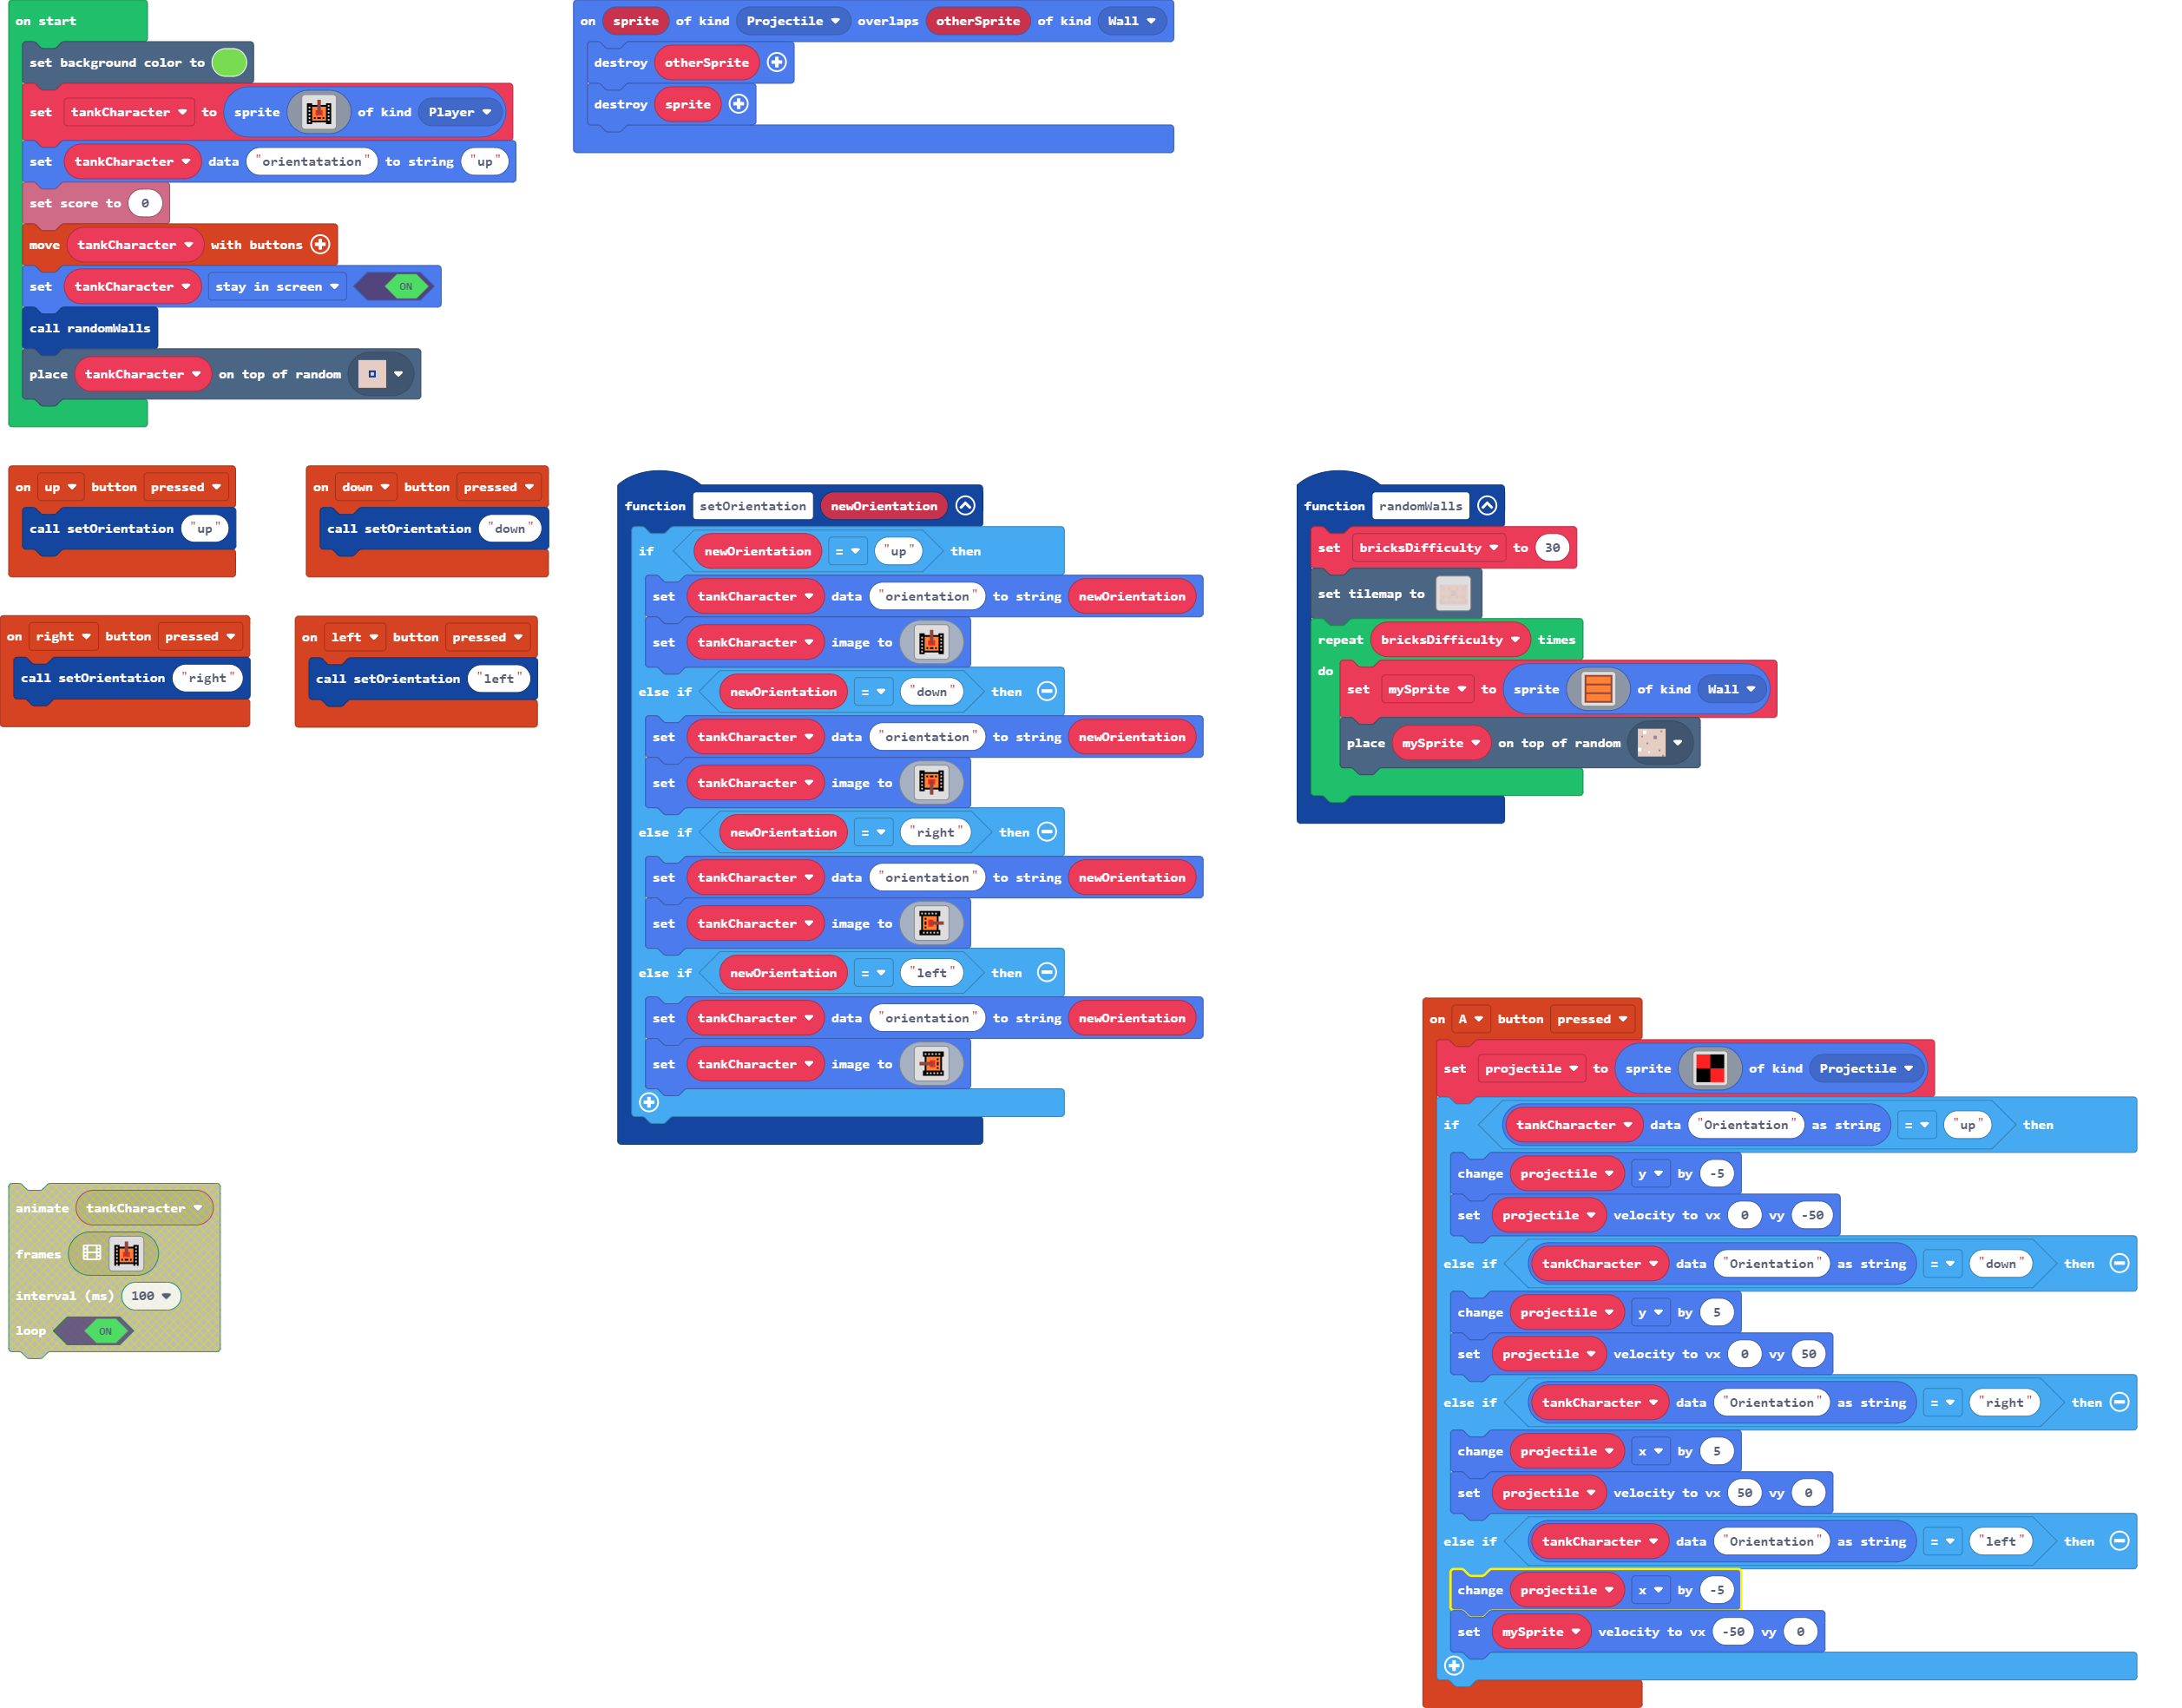 on start
set background color to
set tankCharacter to sprite of kind Player
set tankCharacter data "orientatation" to string "up"
set score to 0
move tankCharacter with buttons
set tankCharacter stay in screen ON
call randomWalls
place tankCharacter on top of random
on sprite of kind Projectile overlaps otherSprite of kind Wall
destroy otherSprite
destroy sprite
on up button pressed
call setOrientation "up"
on down button pressed
call setOrientation "down"
on right button pressed
call setOrientation "right"
on left button pressed
call setOrientation "left"
function setOrientation newOrientation
if newOrientation = "up" then
set tankCharacter data "orientation" to string newOrientation
set tankCharacter image to
else if newOrientation = "down" then
set tankCharacter data "orientation" to string newOrientation
set tankCharacter image to
else if newOrientation = "right" then
set tankCharacter data "orientation" to string newOrientation
set tankCharacter image to
else if newOrientation = "left" then
set tankCharacter data "orientation" to string newOrientation
set tankCharacter image to
function randomWalls
set bricksDifficulty to 30
set tilemap to
repeat bricksDifficulty times
do
set mySprite to sprite of kind Wall
place mySprite on top of random
animate tankCharacter
frames
interval (ms) 100
loop ON
on A button pressed
set projectile to sprite of kind Projectile
if tankCharacter data "Orientation" as string = "up" then
change projectile y by -5
set projectile velocity to vx 0 vy -50
else if tankCharacter data "Orientation" as string = "down" then
change projectile y by 5
set projectile velocity to vx 0 vy 50
else if tankCharacter data "Orientation" as string = "right" then
change projectile x by 5
set projectile velocity to vx 50 vy 0
else if tankCharacter data "Orientation" as string = "left" then
change projectile x by -5
set mySprite velocity to vx -50 vy 0